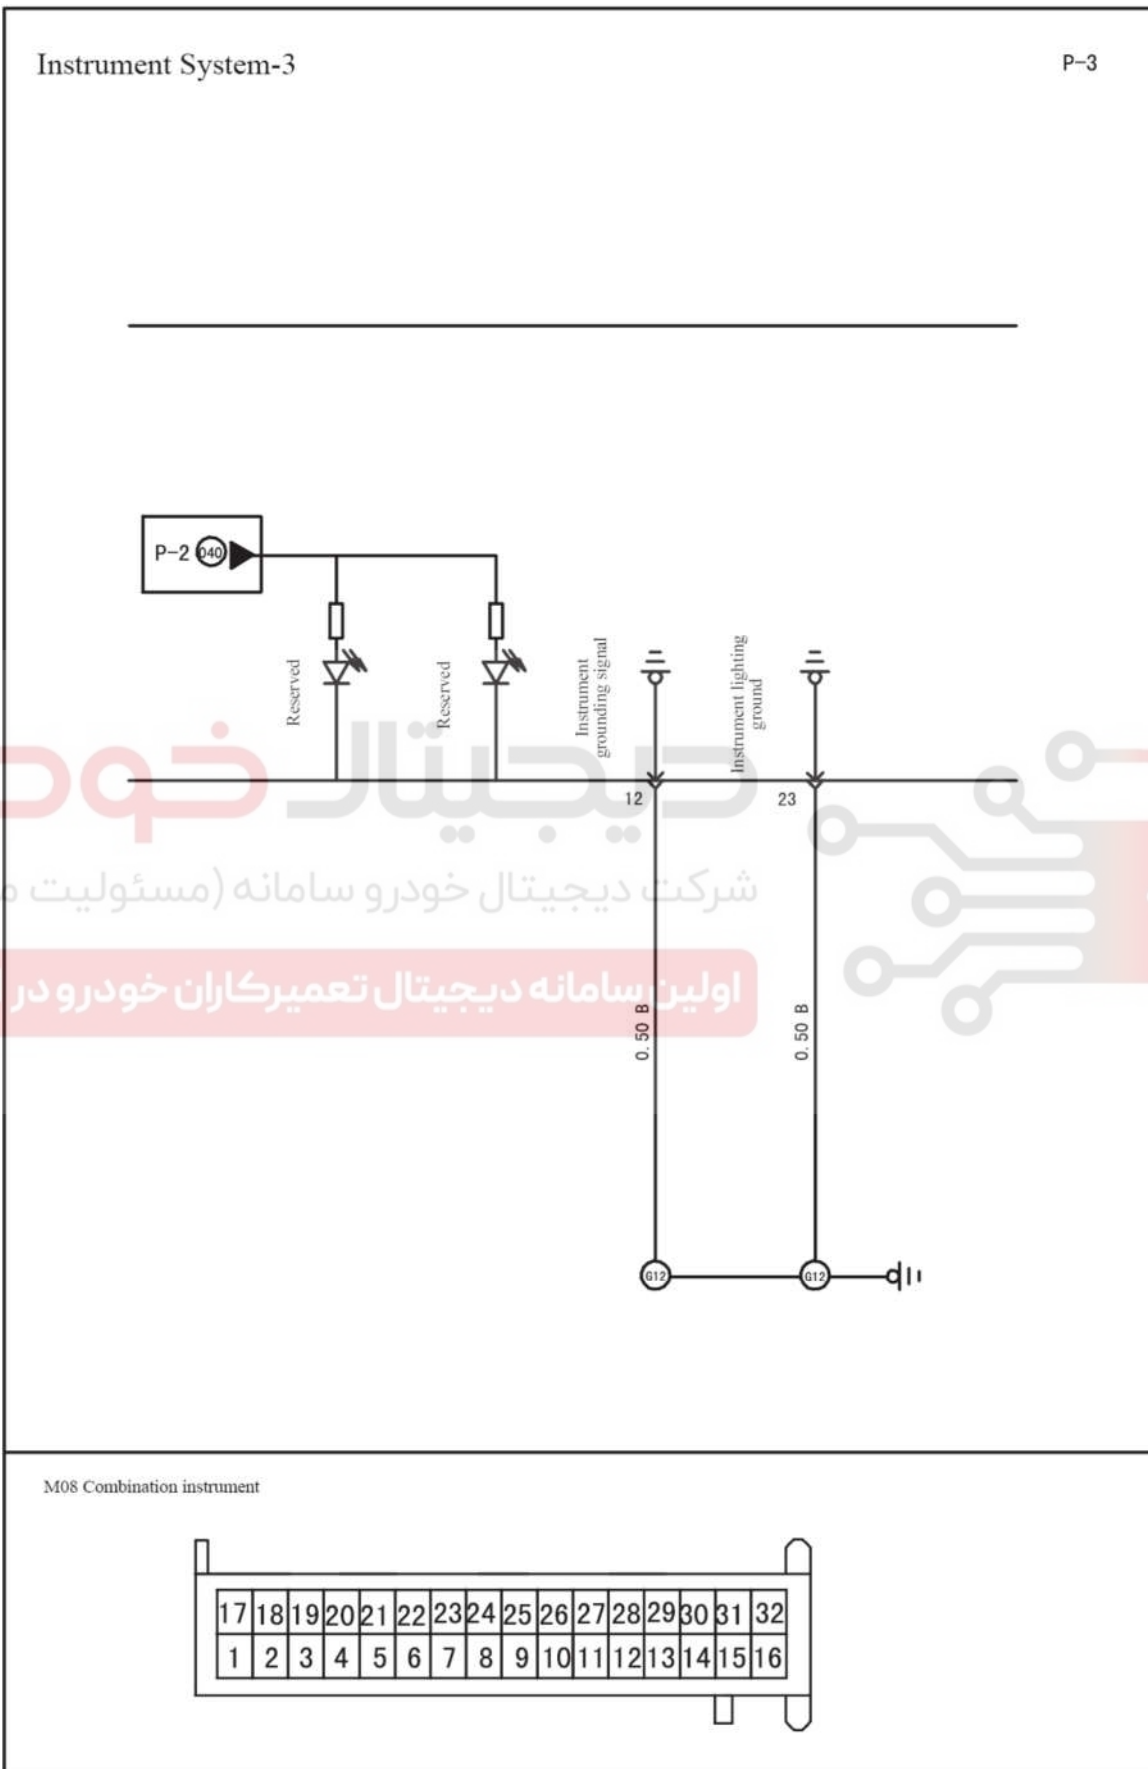 Instrument System-3
P-3
P-2 040
Reserved
Reserved
Instrument
grounding signal
Instrument lighting
ground
12
23
دیجیتال خود
شرکت دیجیتال خودرو سامانه (مسئولیت م
اولین سامانه دیجیتال تعمیرکاران خودرو در
0.50 B
0.50 B
G12
G12
M08 Combination instrument
17 18 19 20 21 22 23 24 25 26 27 28 29 30 31 32
1 2 3 4 5 6 7 8 9 10 11 12 13 14 15 16